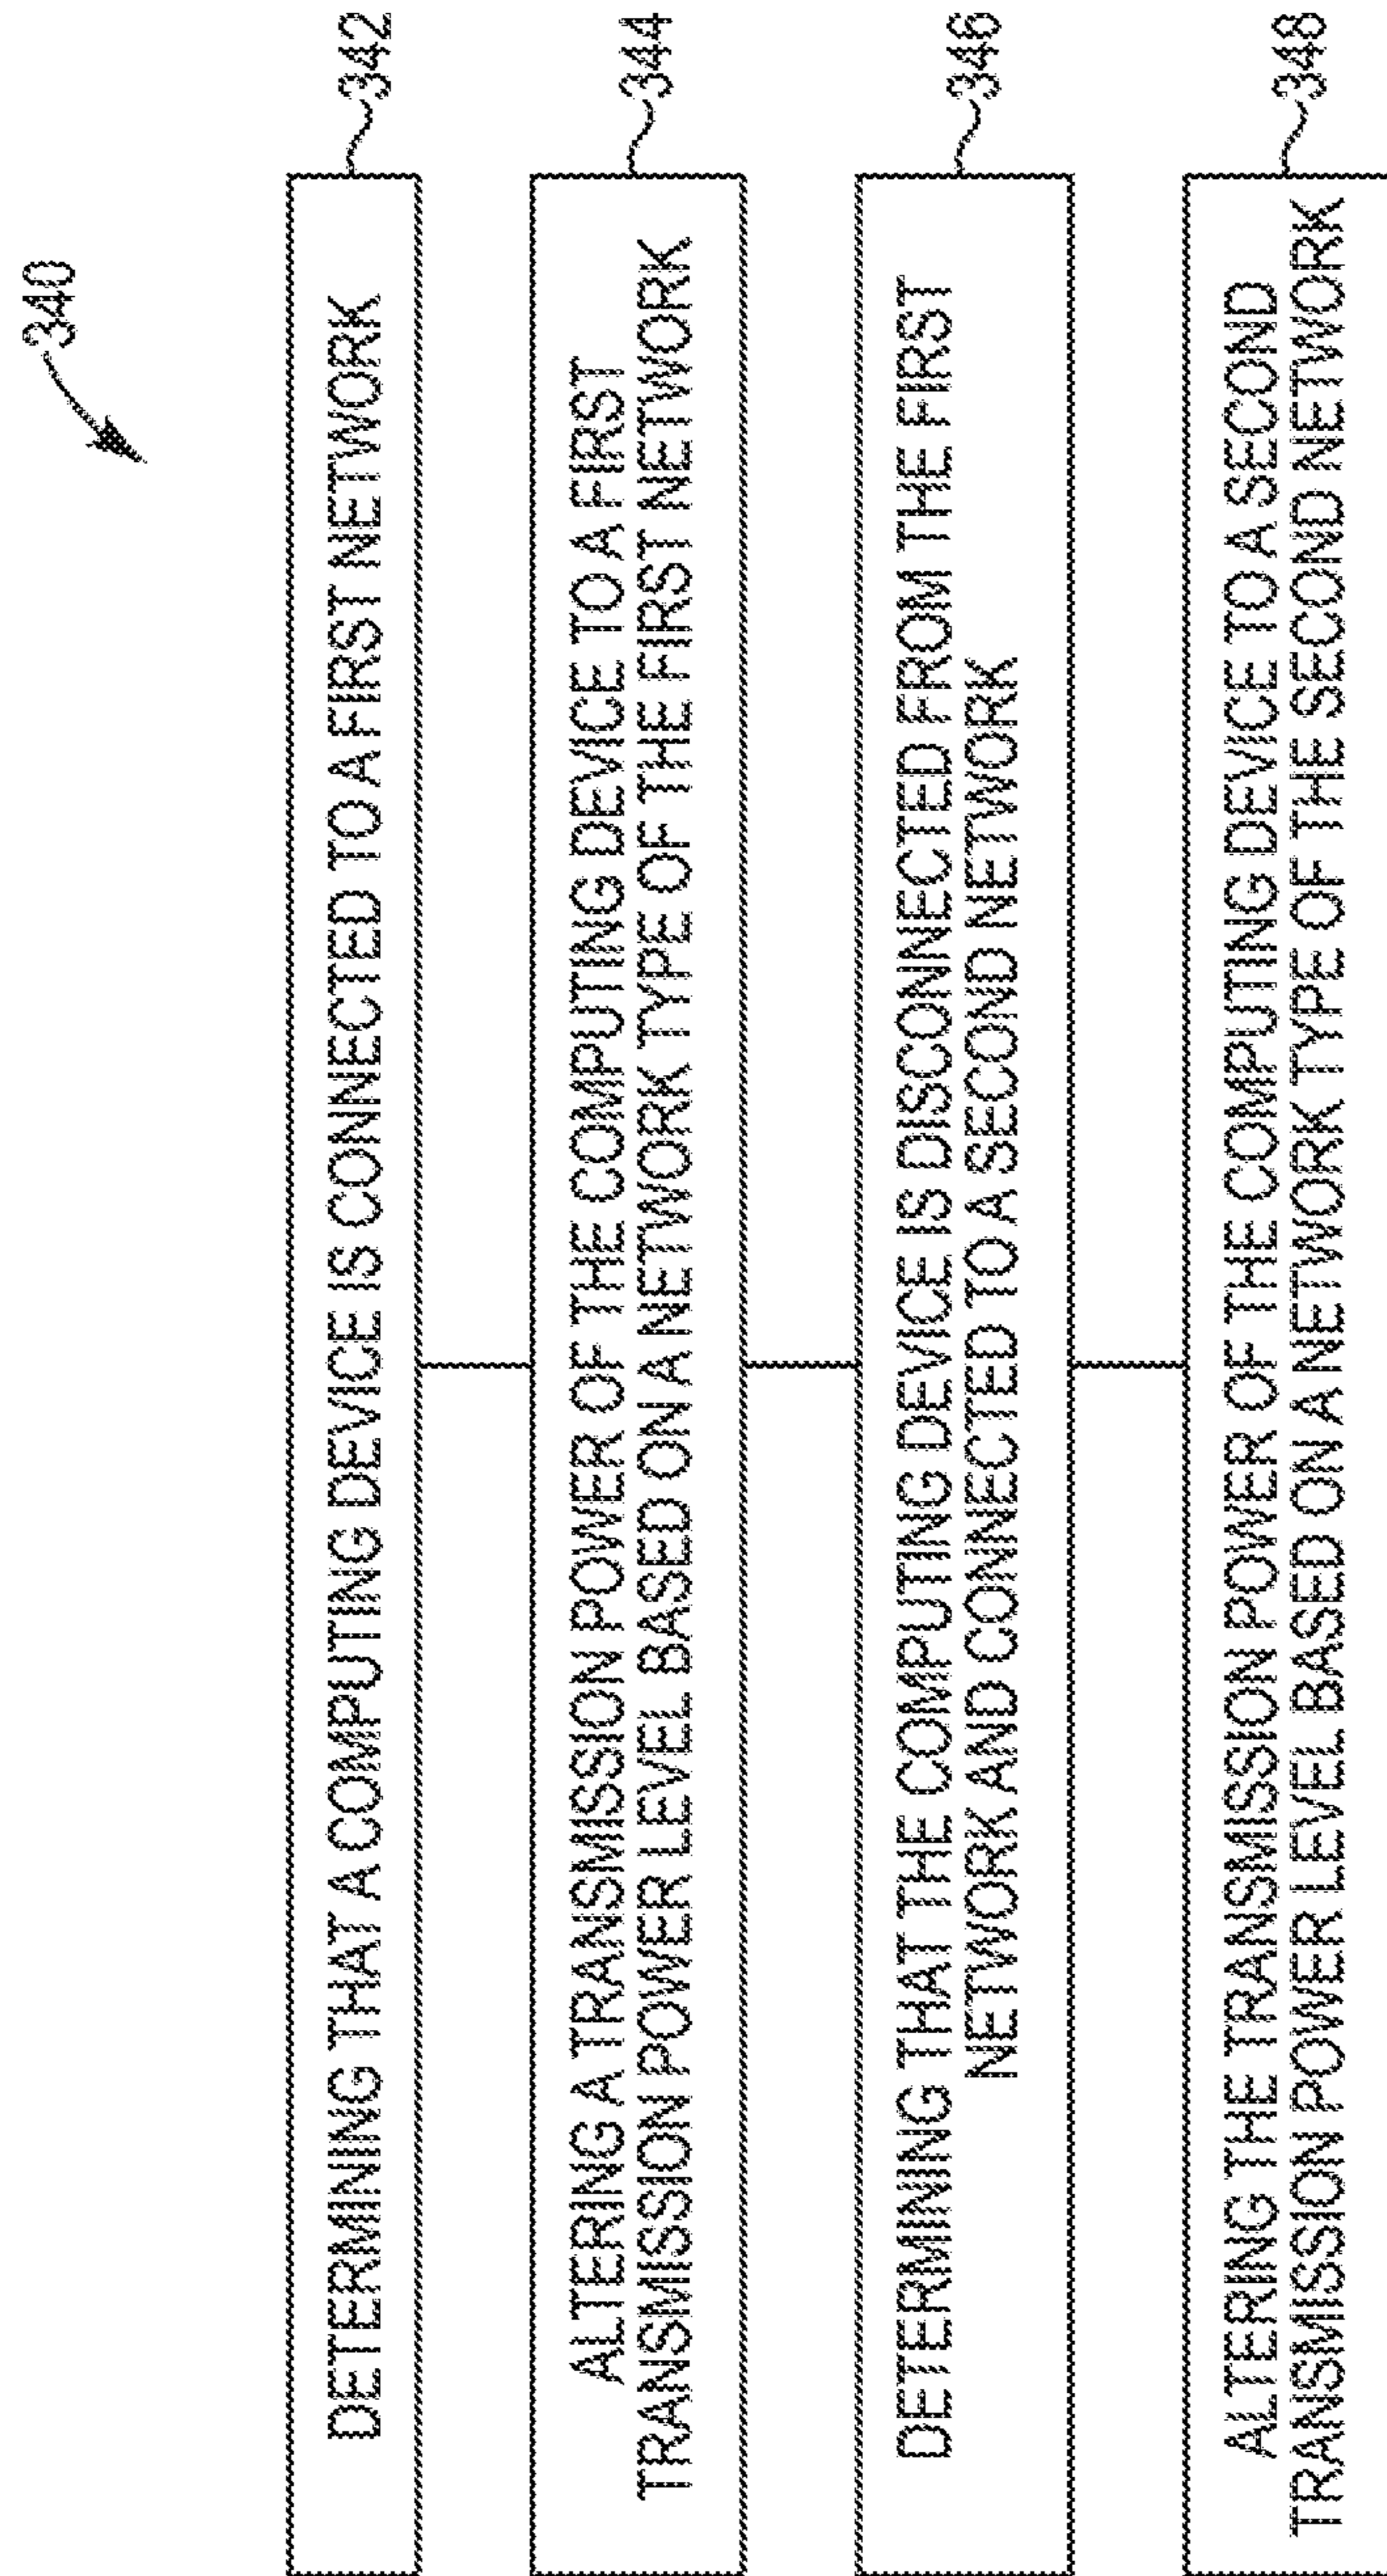 340
DETERMINING THAT A COMPUTING DEVICE IS CONNECTED TO A FIRST NETWORK
342
ALTERING A TRANSMISSION POWER OF THE COMPUTING DEVICE TO A FIRST
TRANSMISSION POWER LEVEL BASED ON A NETWORK TYPE OF THE FIRST NETWORK
344
DETERMINING THAT THE COMPUTING DEVICE IS DISCONNECTED FROM THE FIRST
NETWORK AND CONNECTED TO A SECOND NETWORK
346
ALTERING THE TRANSMISSION POWER OF THE COMPUTING DEVICE TO A SECOND
TRANSMISSION POWER LEVEL BASED ON A NETWORK TYPE OF THE SECOND NETWORK
348